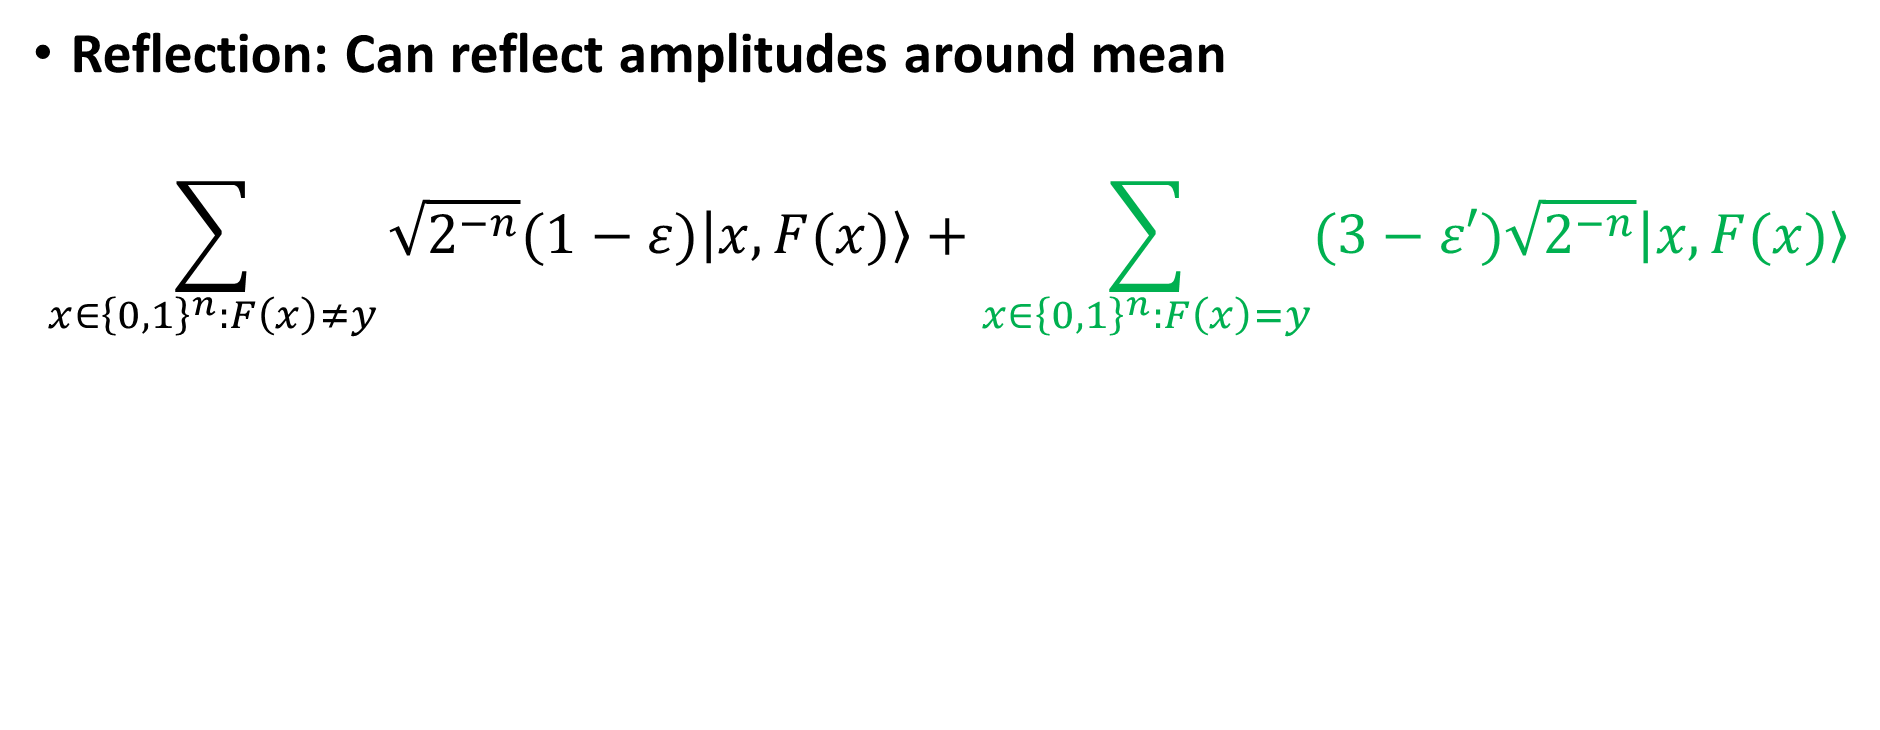 • Reflection: Can reflect amplitudes around mean
∑ √2⁻ⁿ(1 − ε)|x, F(x)⟩ + ∑ (3 − ε′)√2⁻ⁿ|x, F(x)⟩
x∈{0,1}ⁿ:F(x)≠y x∈{0,1}ⁿ:F(x)=y